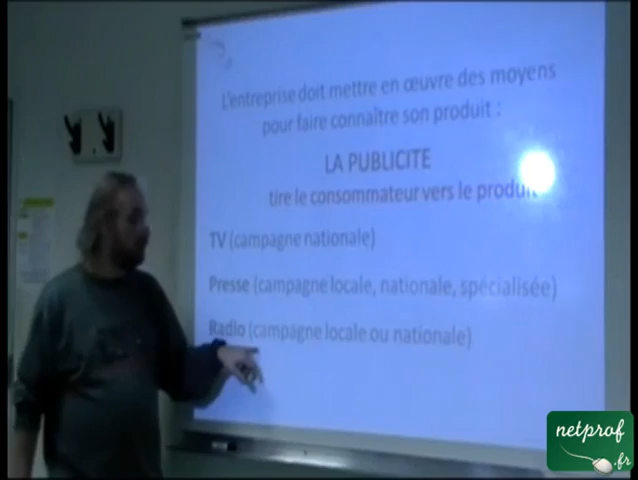 L'entreprise doit mettre en œuvre des moyens
pour faire connaître son produit :
LA PUBLICITE
tire le consommateur vers le produit
TV (campagne nationale)
Presse (campagne locale, nationale, spécialisée)
Radio (campagne locale ou nationale)
netprof
.fr